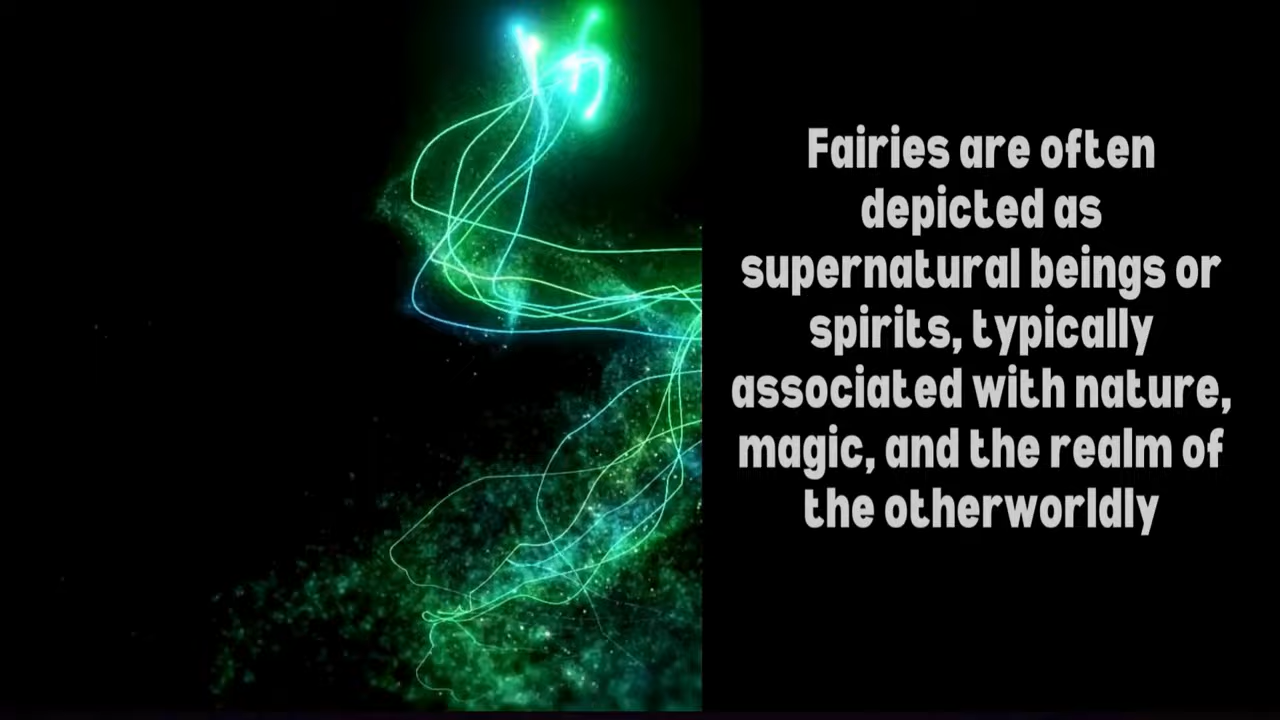 Fairies are often
depicted as
supernatural beings or
spirits, typically
associated with nature,
magic, and the realm of
the otherworldly